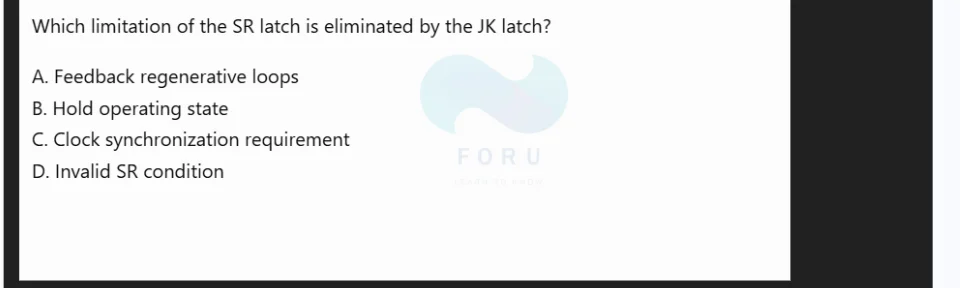 Which limitation of the SR latch is eliminated by the JK latch?
A. Feedback regenerative loops
B. Hold operating state
C. Clock synchronization requirement
D. Invalid SR condition
FORU